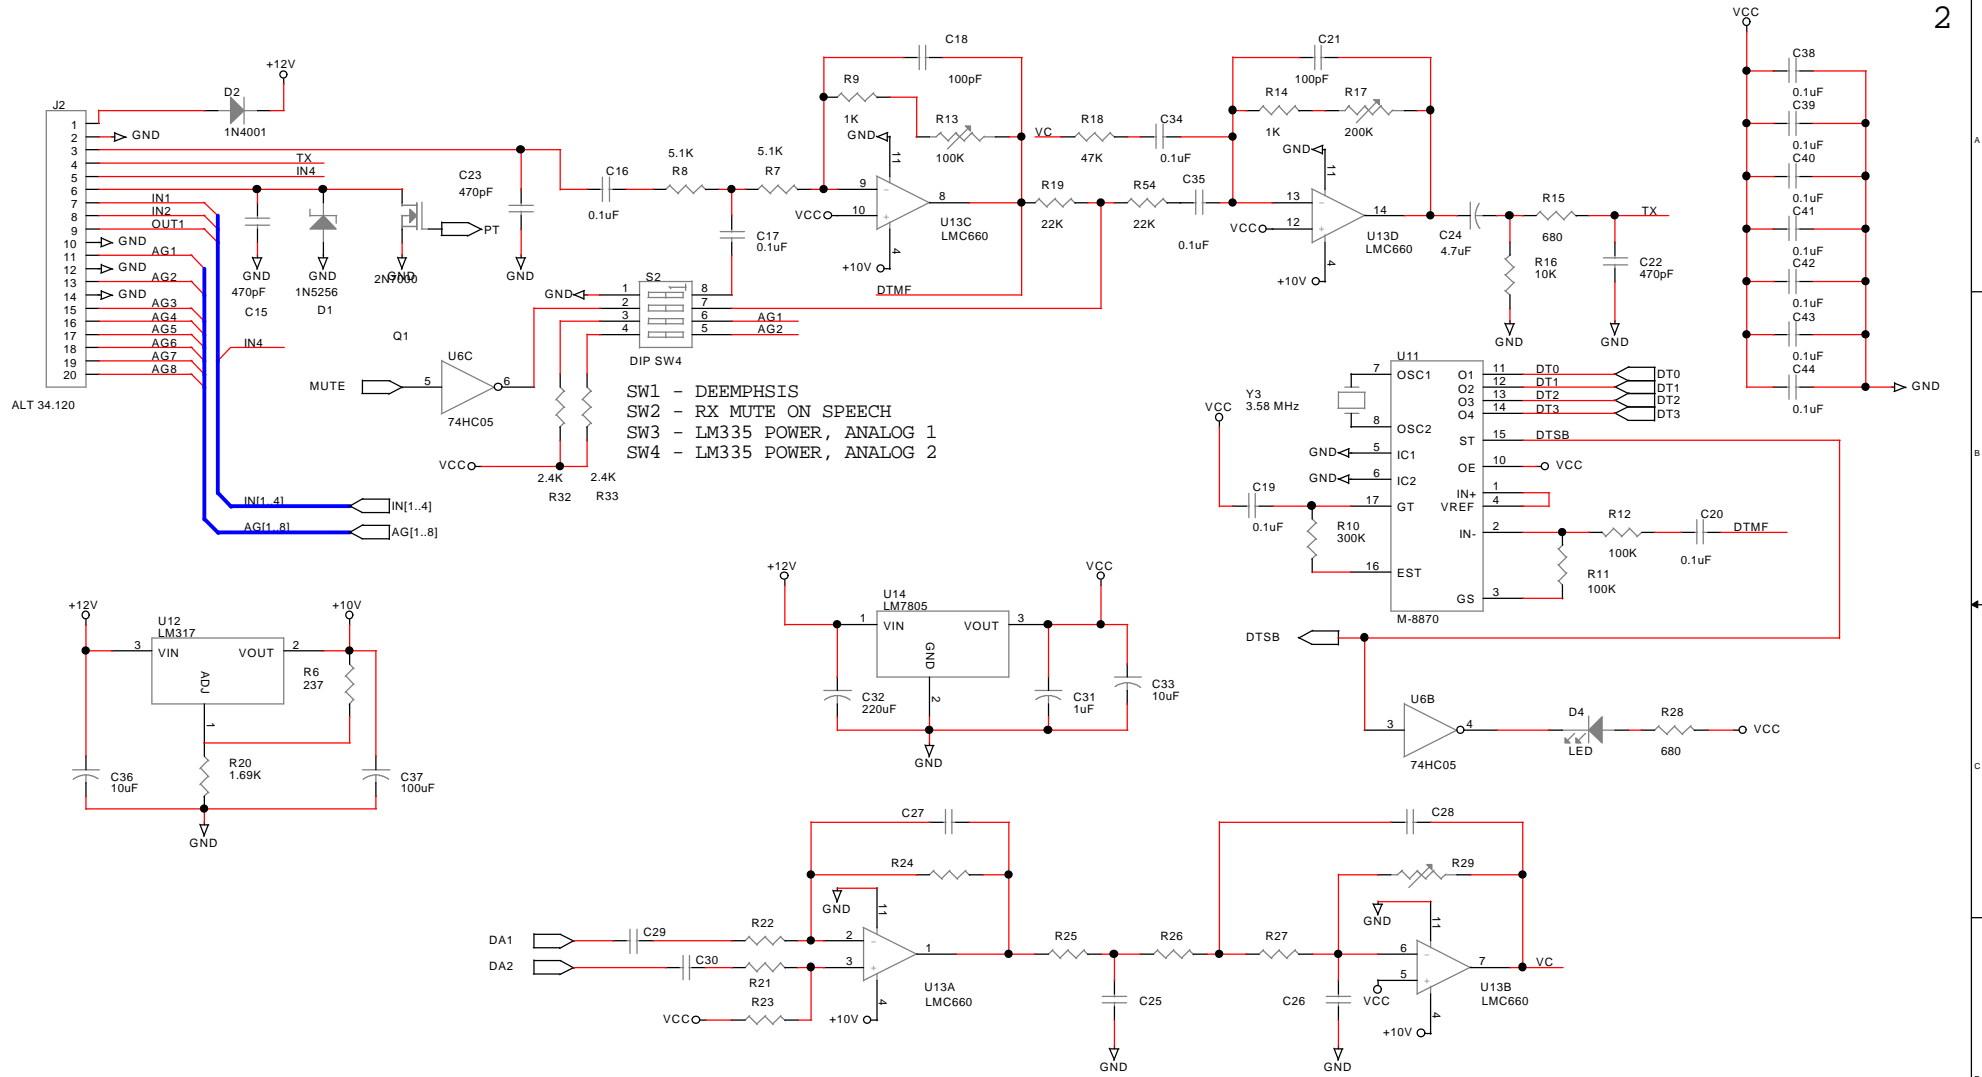 2
VCC
C38
0.1uF
C39
0.1uF
C40
0.1uF
C41
0.1uF
C42
0.1uF
C43
0.1uF
C44
0.1uF
GND
A
B
C
J2
1
2
3
4
5
6
7
8
9
10
11
12
13
14
15
16
17
18
19
20
ALT 34.120
+12V
D2
1N4001
GND
TX
IN4
IN1
IN2
OUT1
GND
AG1
GND
AG2
GND
AG3
AG4
AG5
AG6
AG7
AG8
IN4
IN[1..4]
IN[1..4]
AG[1..8]
AG[1..8]
GND
470pF
C15
GND
1N5256
D1
GND
2N7000
Q1
PT
C23
470pF
GND
C16
0.1uF
5.1K
R8
5.1K
R7
C17
0.1uF
C18
100pF
R9
1K
R13
100K
GND
11
9
10
8
4
VCC
+10V
U13C
LMC660
DTMF
S2
GND
1
2
3
4
8
7
6
5
AG1
AG2
DIP SW4
MUTE
5
U6C
6
74HC05
VCC
2.4K
R32
2.4K
R33
SW1 - DEEMPHSIS
SW2 - RX MUTE ON SPEECH
SW3 - LM335 POWER, ANALOG 1
SW4 - LM335 POWER, ANALOG 2
VC
R18
47K
C34
0.1uF
R19
22K
R54
22K
C35
0.1uF
C21
100pF
R14
1K
R17
200K
GND
11
13
12
14
4
VCC
+10V
U13D
LMC660
C24
4.7uF
R15
680
TX
R16
10K
GND
C22
470pF
GND
U11
7
OSC1
8
OSC2
5
IC1
6
IC2
17
GT
16
EST
O1
11
DT0
DT0
O2
12
DT1
DT1
O3
13
DT2
DT2
O4
14
DT3
DT3
ST
15
DTSB
OE
10
VCC
IN+
1
VREF
4
IN-
2
GS
3
M-8870
Y3
3.58 MHz
GND
GND
VCC
C19
0.1uF
R10
300K
R12
100K
C20
0.1uF
DTMF
R11
100K
DTSB
3
U6B
4
74HC05
D4
LED
R28
680
VCC
+12V
U12
LM317
3
VIN
VOUT
2
ADJ
1
+10V
R6
237
R20
1.69K
C36
10uF
C37
100uF
GND
+12V
U14
LM7805
1
VIN
VOUT
3
GND
2
VCC
C32
220uF
C31
1uF
C33
10uF
GND
DA1
DA2
C29
C30
R22
R21
R23
VCC
C27
R24
GND
11
2
3
1
4
+10V
U13A
LMC660
R25
C25
GND
R26
R27
C26
GND
C28
R29
GND
11
6
5
7
4
VCC
+10V
U13B
LMC660
VC